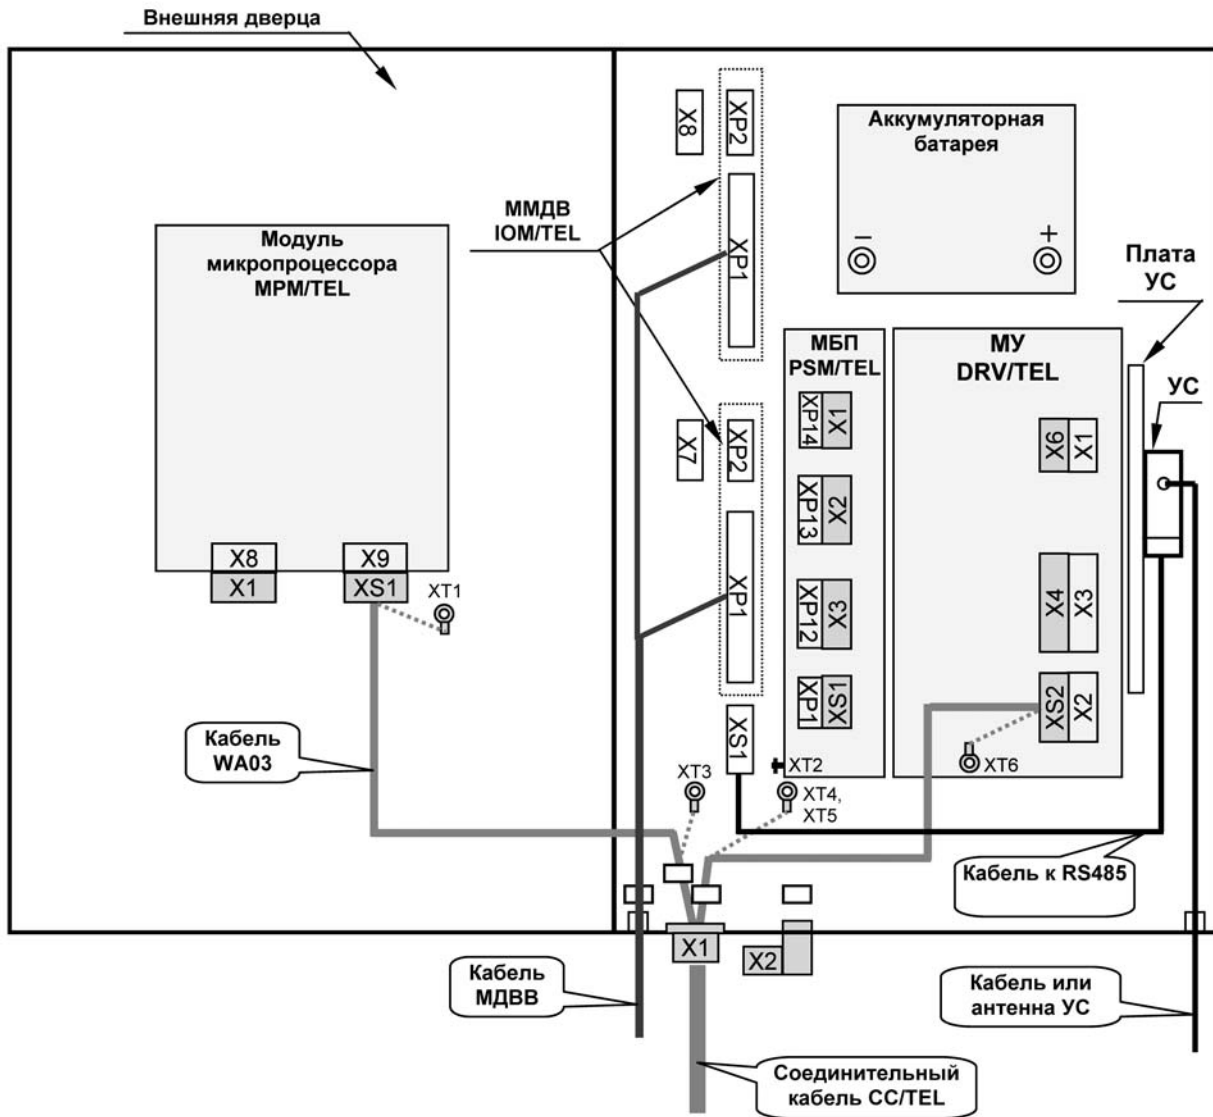 Внешняя дверца
Модуль
микропроцессора
MPM/TEL
X8
X9
X1
XS1
XT1
Кабель
WA03
X8
XP2
ММДВ
IOM/TEL
XP1
X7
XP2
XP1
XS1
Аккумуляторная
батарея
–
+
Плата
УС
УС
МБП
PSM/TEL
XP14
X1
XP13
X2
XP12
X3
XP1
XS1
МУ
DRV/TEL
X6
X1
X4
X3
XS2
X2
XT6
XT2
XT3
XT4,
XT5
Кабель к RS485
X1
X2
Кабель
МДВВ
Кабель или
антенна УС
Соединительный
кабель CC/TEL